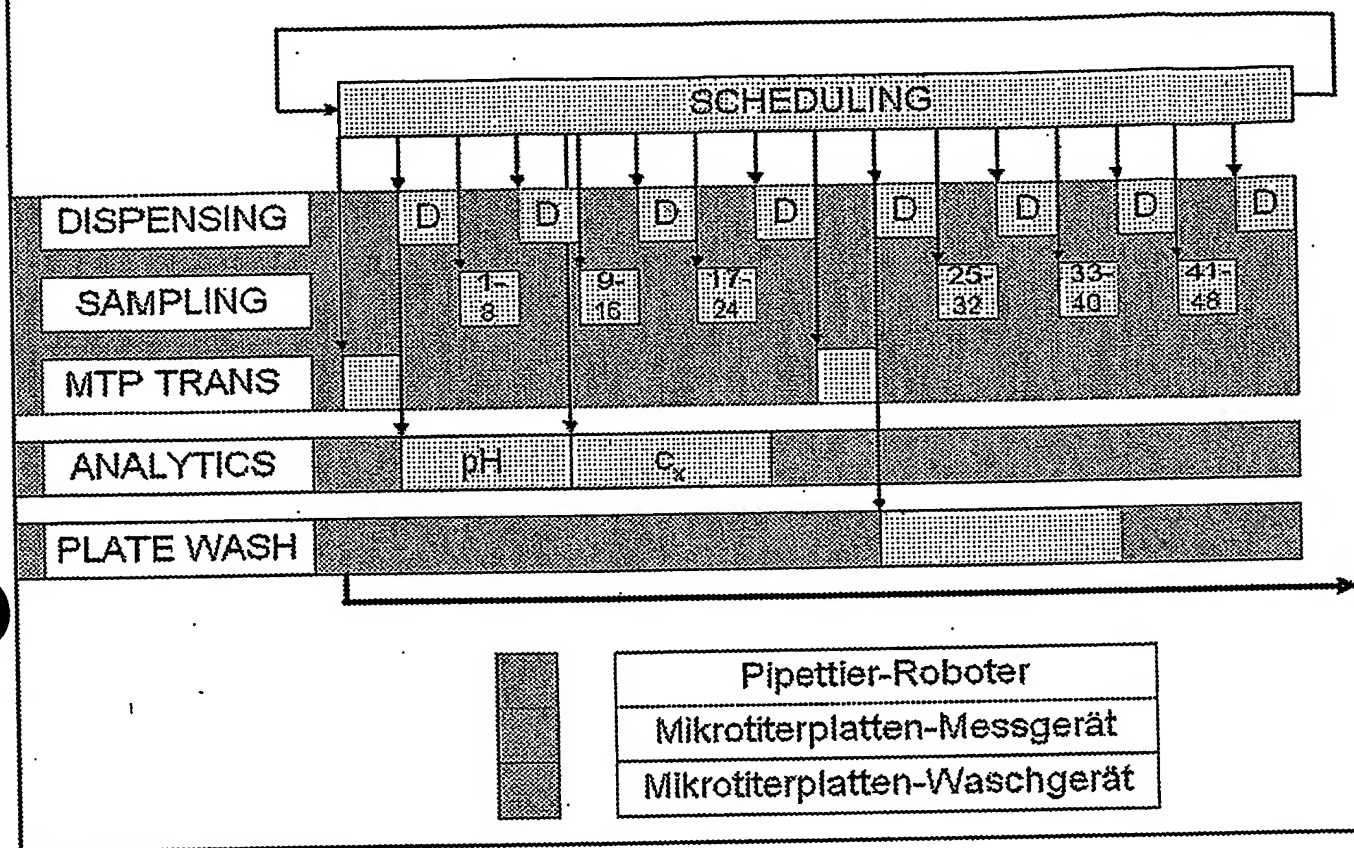 SCHEDULING
DISPENSING
D D D D D D D D
SAMPLING
1-
8
9-
16
17-
24
25-
32
33-
40
41-
48
MTP TRANS
ANALYTICS
pH
cx
PLATE WASH
Pipettier-Roboter
Mikrotiterplatten-Messgerät
Mikrotiterplatten-Waschgerät